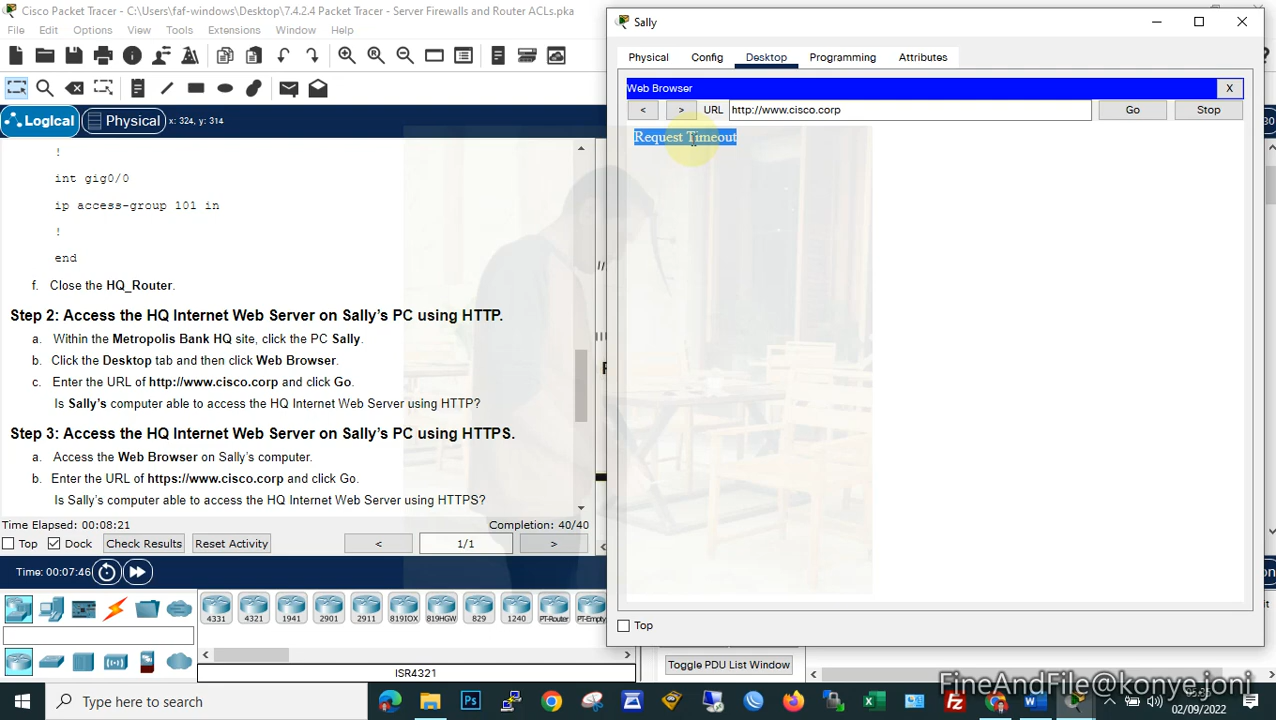 Cisco Packet Tracer - C:\Users\faf-windows\Desktop\7.4.2.4 Packet Tracer - Server Firewalls and Router ACLs.pka
File Edit Options View Tools Extensions Window Help
Logical Physical x: 324, y: 314
!
int gig0/0
ip access-group 101 in
!
end
f. Close the HQ_Router.
Step 2: Access the HQ Internet Web Server on Sally's PC using HTTP.
a. Within the Metropolis Bank HQ site, click the PC Sally.
b. Click the Desktop tab and then click Web Browser.
c. Enter the URL of http://www.cisco.corp and click Go.
Is Sally's computer able to access the HQ Internet Web Server using HTTP?
Step 3: Access the HQ Internet Web Server on Sally's PC using HTTPS.
a. Access the Web Browser on Sally's computer.
b. Enter the URL of https://www.cisco.corp and click Go.
Is Sally's computer able to access the HQ Internet Web Server using HTTPS?
Time Elapsed: 00:08:21 Completion: 40/40
Top Dock Check Results Reset Activity < 1/1 >
Time: 00:07:46
4331 4321 1941 2901 2911 819IOX 819HGW 829 1240 PT-Router PT-Empty
ISR4321
Sally
Physical Config Desktop Programming Attributes
Web Browser X
< > URL http://www.cisco.corp Go Stop
Request Timeout
Top
Toggle PDU List Window
Type here to search
FineAndFile@konye.joni
02/09/2022